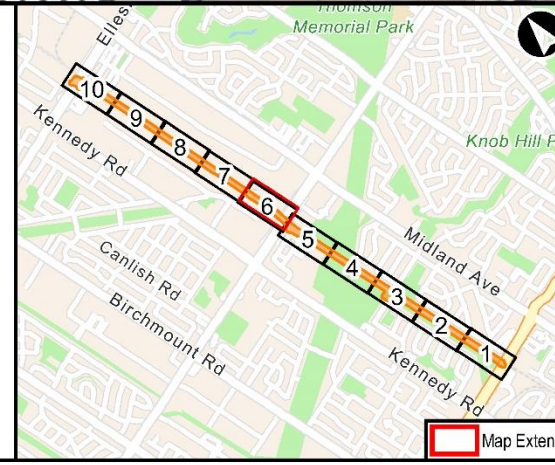 Thomson
Memorial Park
Elles
10
Kennedy Rd
9
8
Knob Hill P
7
6
5
Midland Ave
4
Canlish Rd
3
2
Birchmount Rd
1
Kennedy Rd
Map Exten